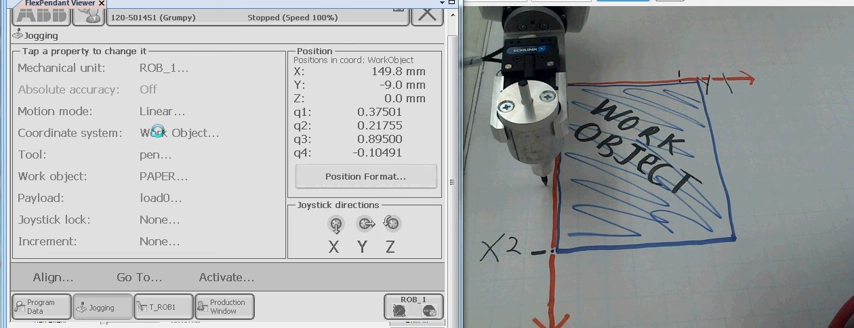 FlexPendant Viewer
ABB
120-501451 (Grumpy)
Stopped (Speed 100%)
Jogging
Tap a property to change it
Mechanical unit: ROB_1...
Absolute accuracy: Off
Motion mode: Linear...
Coordinate system: Work Object...
Tool: pen...
Work object: PAPER...
Payload: load0...
Joystick lock: None...
Increment: None...
Position
Positions in coord: WorkObject
X: 149.8 mm
Y: -9.0 mm
Z: 0.0 mm
q1: 0.37501
q2: 0.21755
q3: 0.89500
q4: -0.10491
Position Format...
Joystick directions
X Y Z
Align... Go To... Activate...
Program Data
Jogging
T_ROB1
Production Window
ROB_1
SCHUNK
Y1
WORK
OBJECT
X2